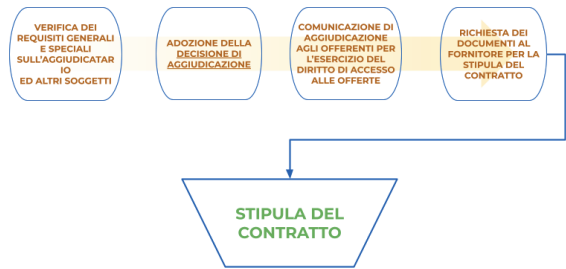 VERIFICA DEI
REQUISITI GENERALI
E SPECIALI
SULL'AGGIUDICATAR
IO
ED ALTRI SOGGETTI
ADOZIONE DELLA
DECISIONE DI
AGGIUDICAZIONE
COMUNICAZIONE DI
AGGIUDICAZIONE
AGLI OFFERENTI PER
L'ESERCIZIO DEL
DIRITTO DI ACCESSO
ALLE OFFERTE
RICHIESTA DEI
DOCUMENTI AL
FORNITORE PER LA
STIPULA DEL
CONTRATTO
STIPULA DEL
CONTRATTO